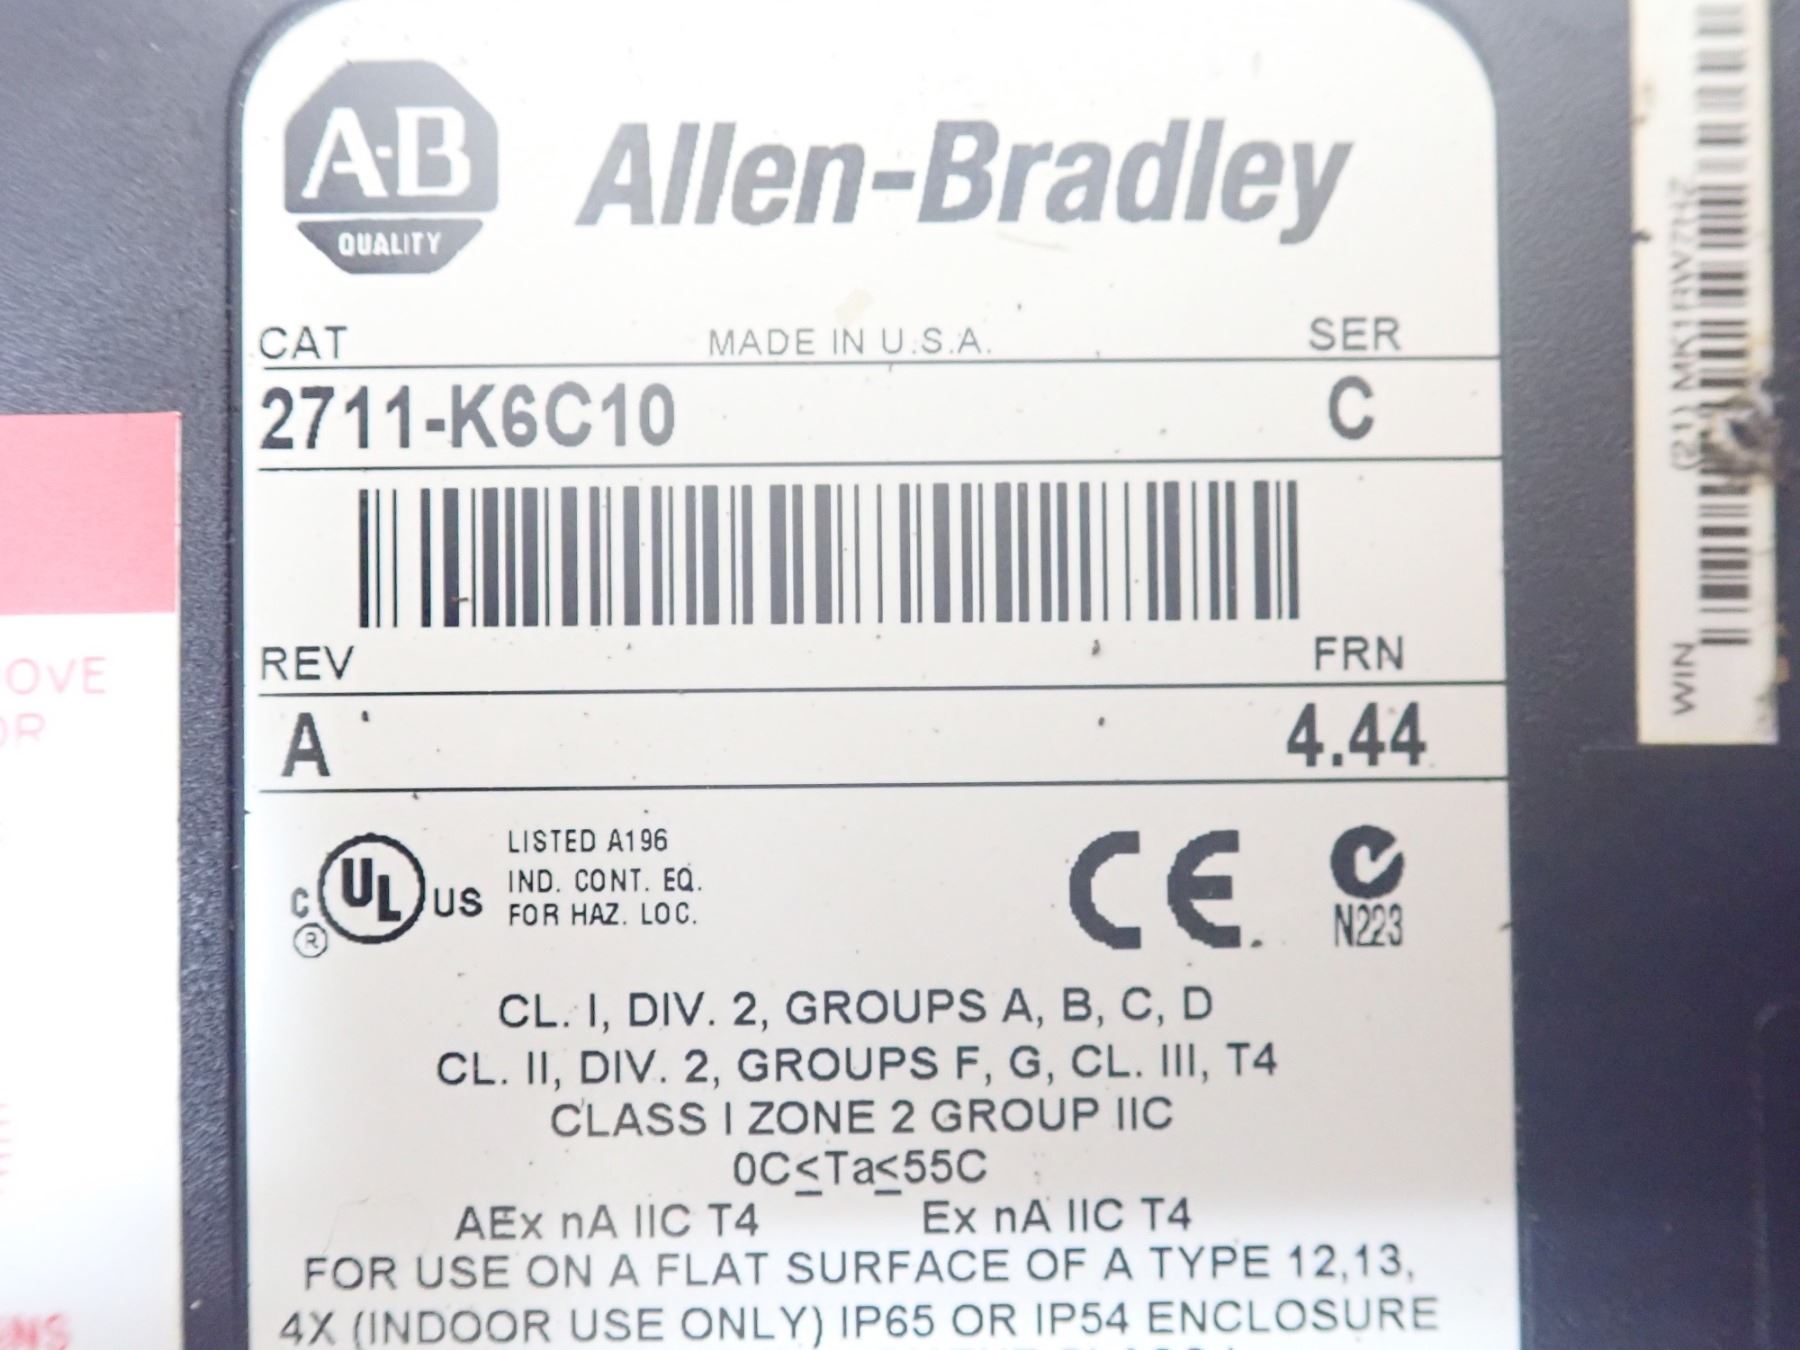 A-B
QUALITY
Allen-Bradley
CAT MADE IN U.S.A. SER
2711-K6C10 C
REV FRN
A 4.44
C UL US
®
LISTED A196
IND. CONT. EQ.
FOR HAZ. LOC.
CE
N223
CL. I, DIV. 2, GROUPS A, B, C, D
CL. II, DIV. 2, GROUPS F, G, CL. III, T4
CLASS I ZONE 2 GROUP IIC
0C≤Ta≤55C
AEx nA IIC T4 Ex nA IIC T4
FOR USE ON A FLAT SURFACE OF A TYPE 12,13,
4X (INDOOR USE ONLY) IP65 OR IP54 ENCLOSURE
OVE
OR
WIN
(21)